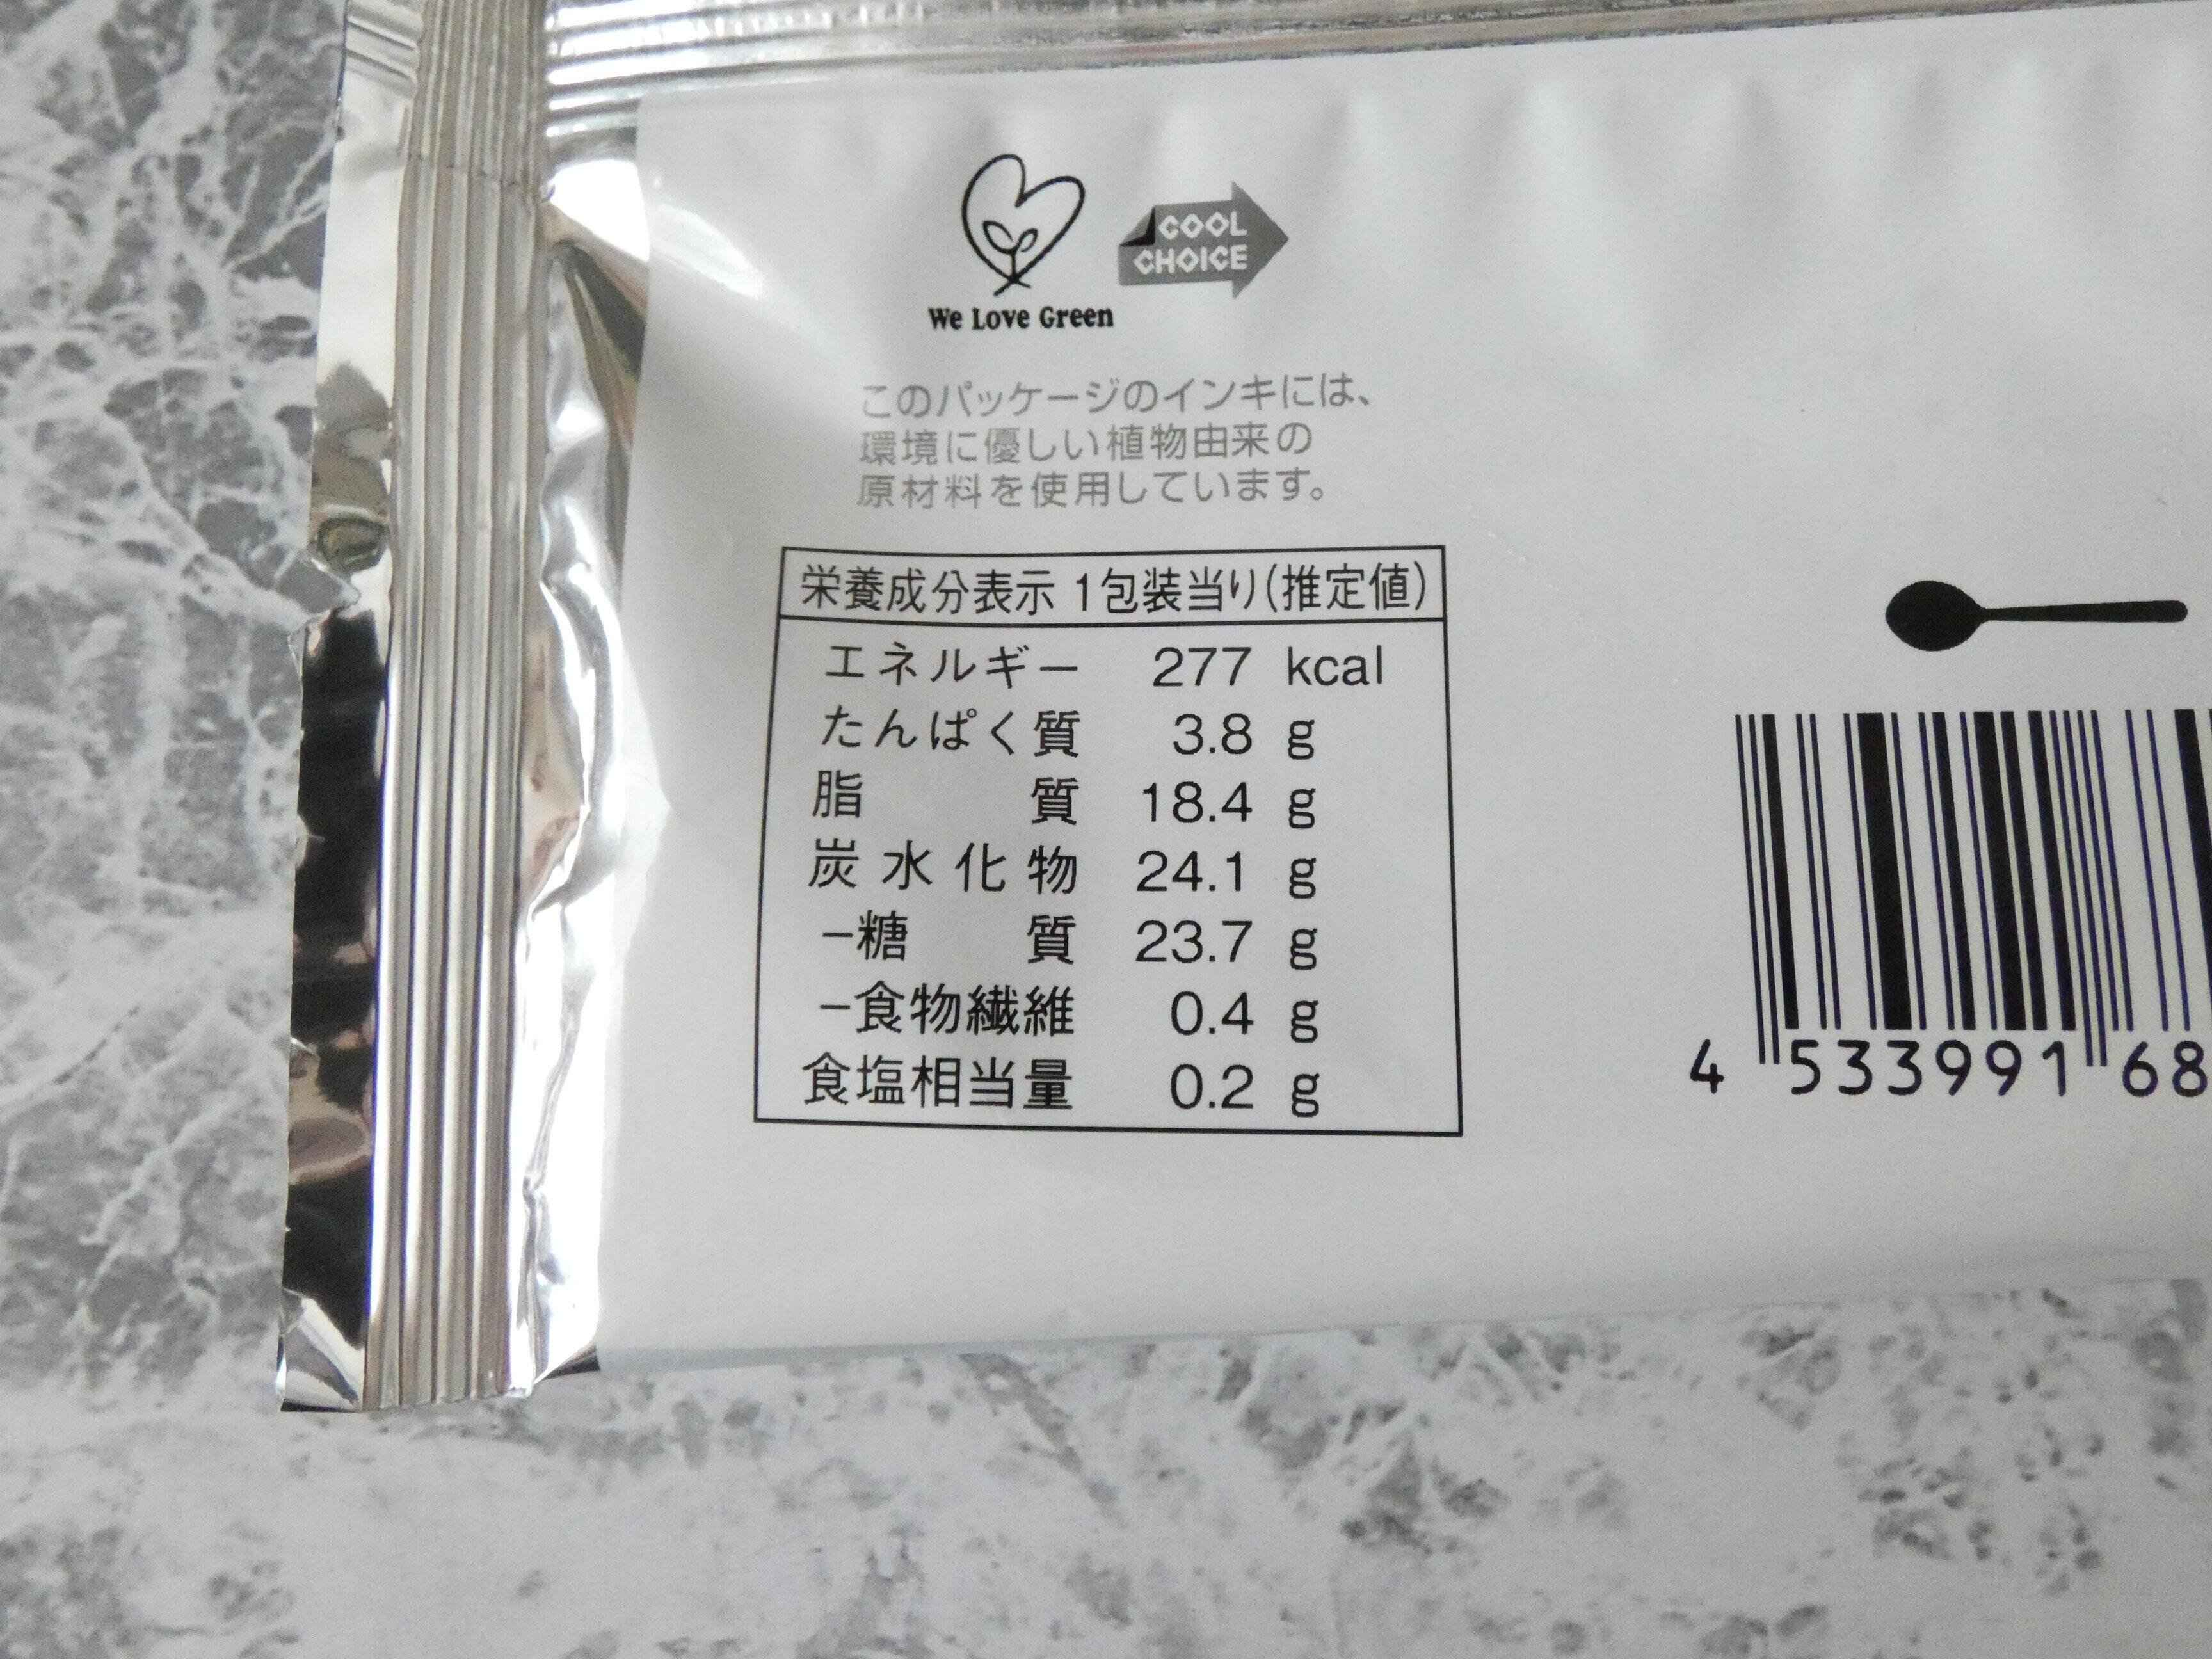 COOL
CHOICE
We Love Green
このパッケージのインキには、
環境に優しい植物由来の
原材料を使用しています。
栄養成分表示 1包装当り(推定値)
エネルギー 277 kcal
たんぱく質 3.8 g
脂質 18.4 g
炭水化物 24.1 g
−糖質 23.7 g
−食物繊維 0.4 g
食塩相当量 0.2 g
4 533991 68